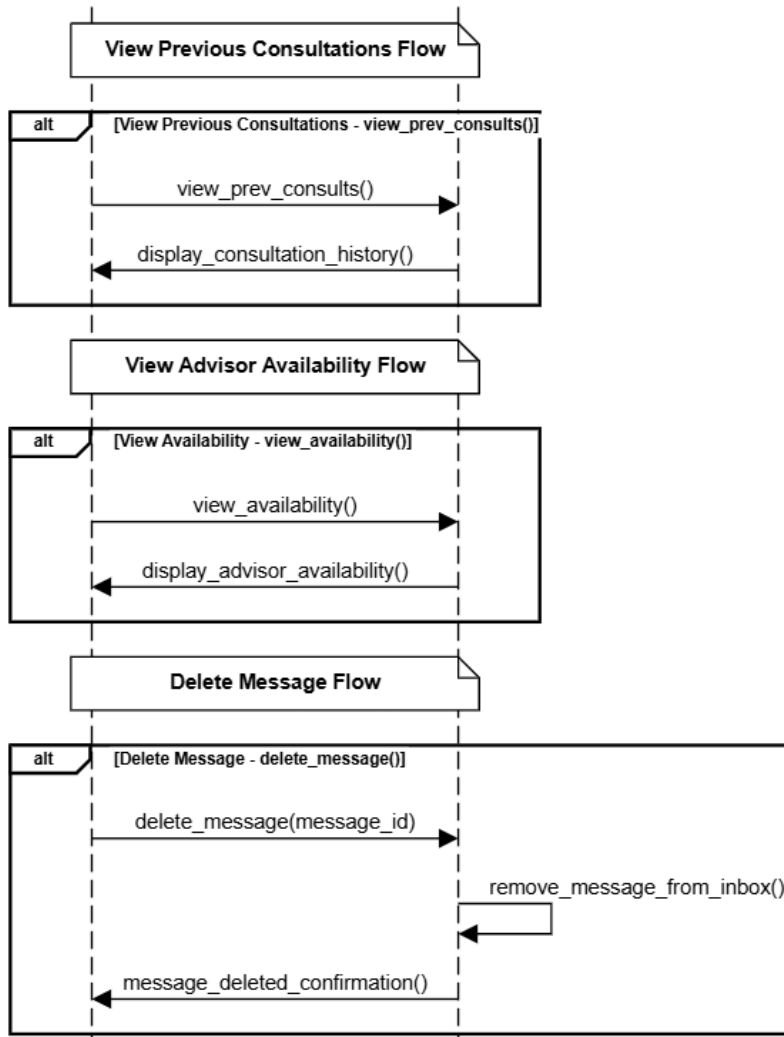 View Previous Consultations Flow
alt [View Previous Consultations - view_prev_consults()]
view_prev_consults()
display_consultation_history()
View Advisor Availability Flow
alt [View Availability - view_availability()]
view_availability()
display_advisor_availability()
Delete Message Flow
alt [Delete Message - delete_message()]
delete_message(message_id)
remove_message_from_inbox()
message_deleted_confirmation()